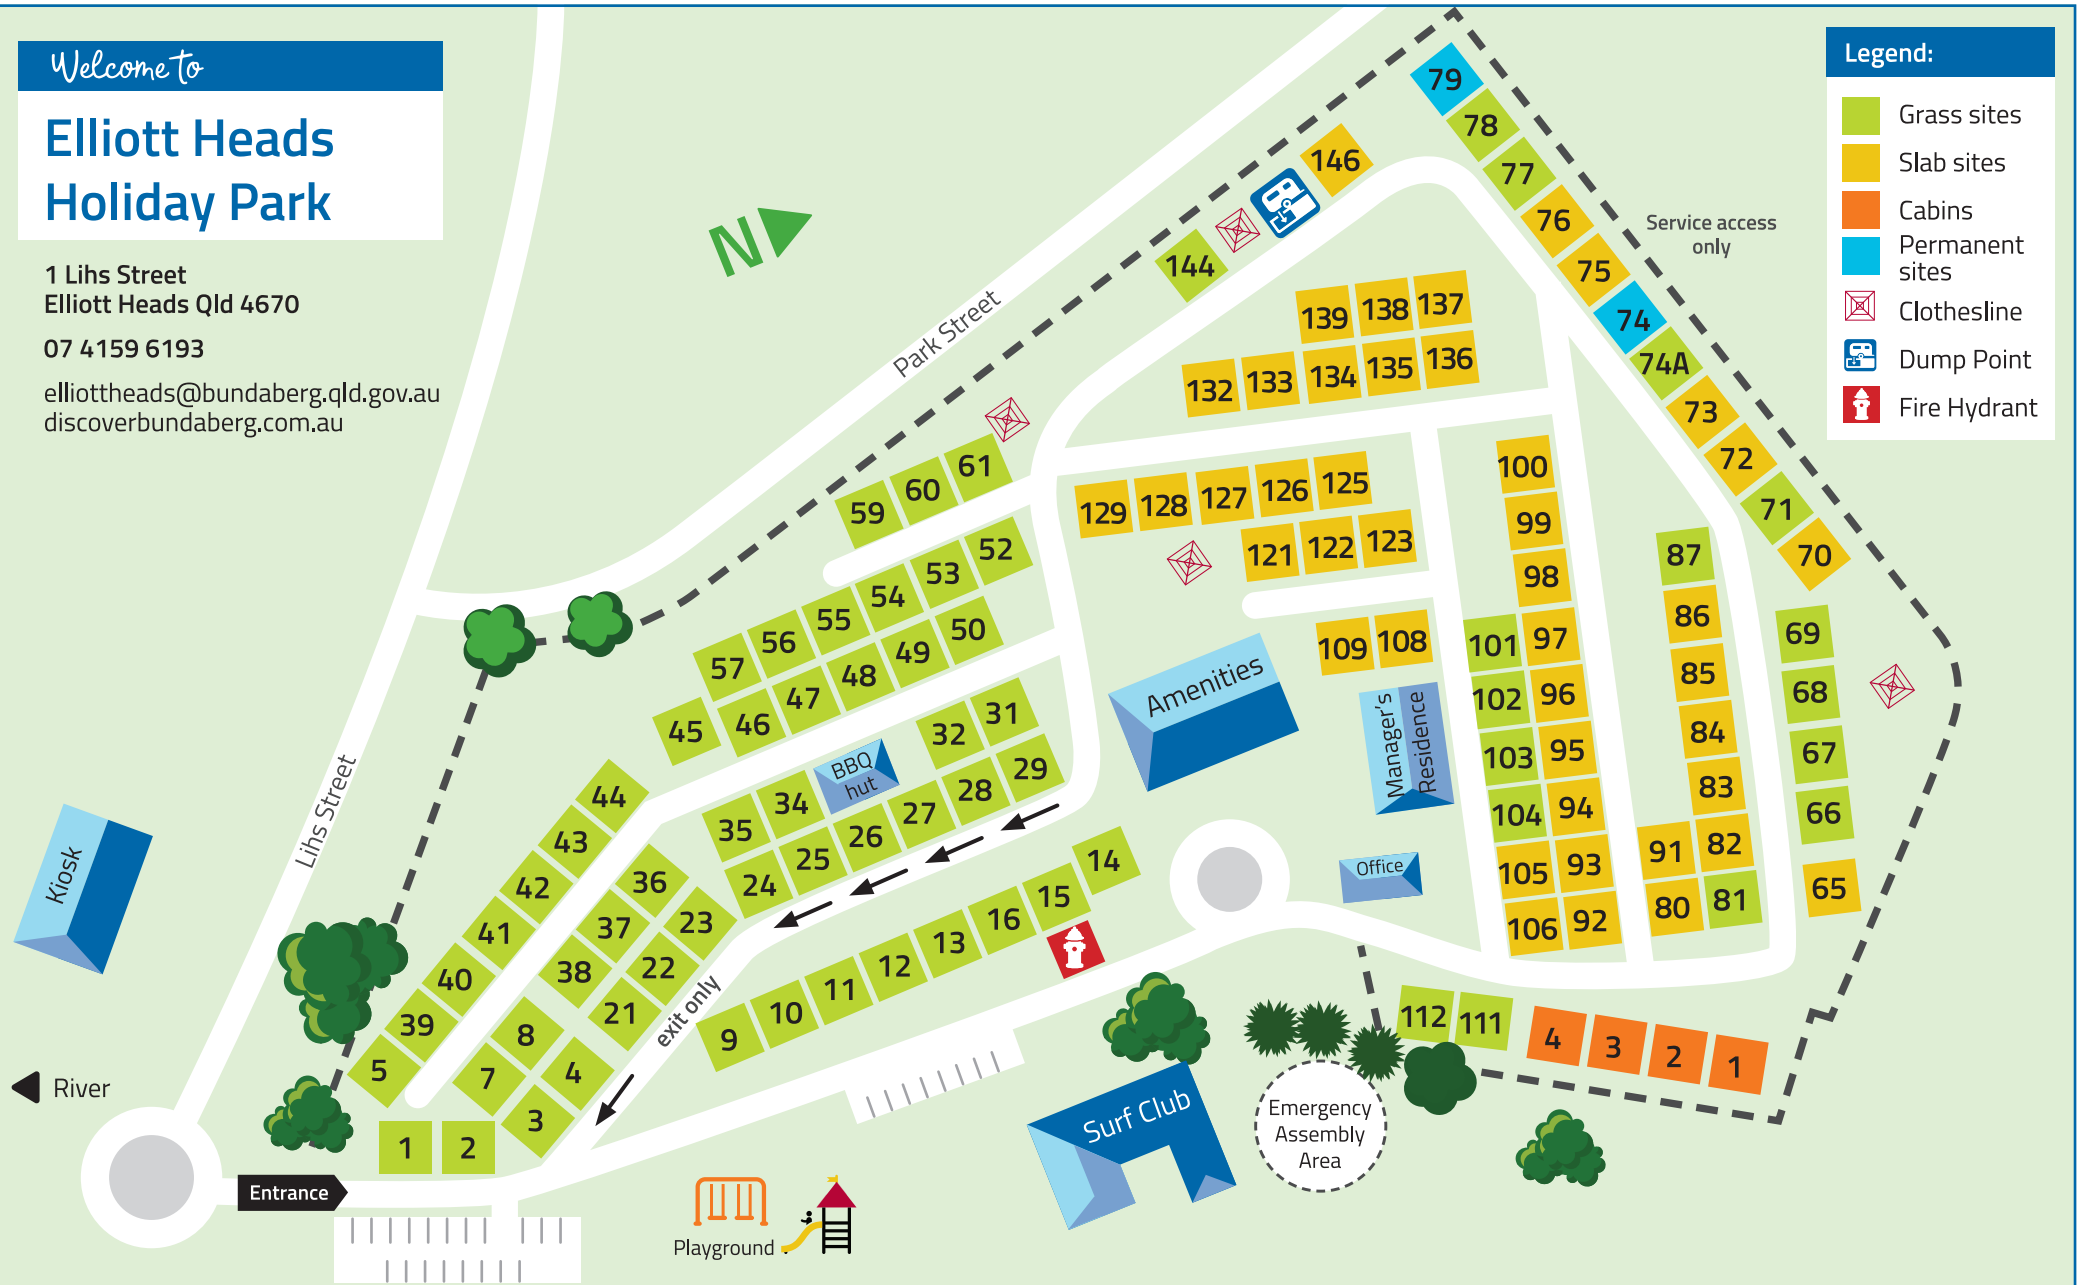 Welcome to
Elliott Heads
Holiday Park
1 Lihs Street
Elliott Heads Qld 4670
07 4159 6193
elliottheads@bundaberg.qld.gov.au
discoverbundaberg.com.au
Legend:
Grass sites
Slab sites
Cabins
Permanent
sites
Clothesline
Dump Point
Fire Hydrant
N
Service access
only
Park Street
Lihs Street
79
78
77
76
75
74
74A
73
72
71
70
69
68
67
66
65
146
144
139 138 137
132 133 134 135 136
129 128 127 126 125
121 122 123
109 108
100
99
98
101 97
102 96
103 95
104 94
105 93
106 92
87
86
85
84
83
91 82
80 81
59 60 61
57 56 55 54 53 52
45 46 47 48 49 50
32 31
35 34
BBQ
hut
24 25 26 27 28 29
44
43
42
41
40
39
5
36
37
38
23
22
21
8
7
4
3
1 2
9 10 11 12 13 16 15 14
exit only
Amenities
Manager's
Residence
Office
112 111
4 3 2 1
Kiosk
River
Entrance
Playground
Surf Club
Emergency
Assembly
Area